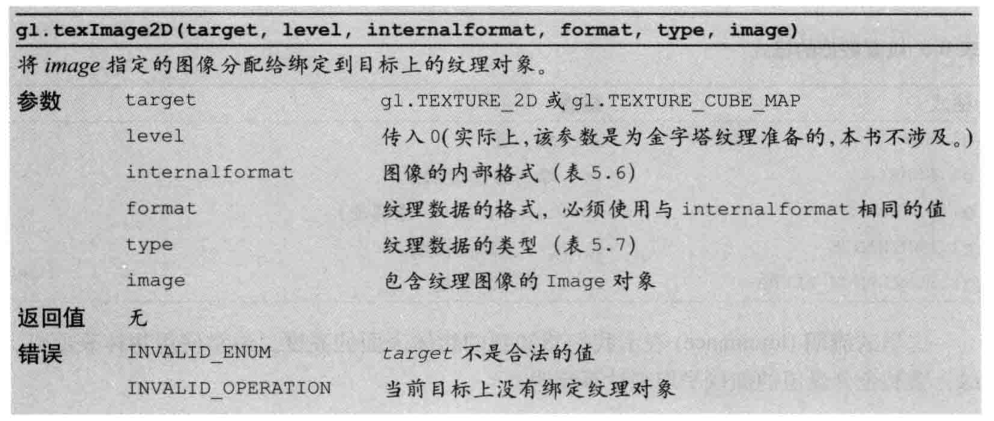 gl.texImage2D(target, level, internalformat, format, type, image)
将 image 指定的图像分配给绑定到目标上的纹理对象。
参数 target gl.TEXTURE_2D 或 gl.TEXTURE_CUBE_MAP
level 传入 0(实际上,该参数是为金字塔纹理准备的,本书不涉及。)
internalformat 图像的内部格式 (表 5.6)
format 纹理数据的格式,必须使用与 internalformat 相同的值
type 纹理数据的类型 (表 5.7)
image 包含纹理图像的 Image 对象
返回值 无
错误 INVALID_ENUM target 不是合法的值
INVALID_OPERATION 当前目标上没有绑定纹理对象